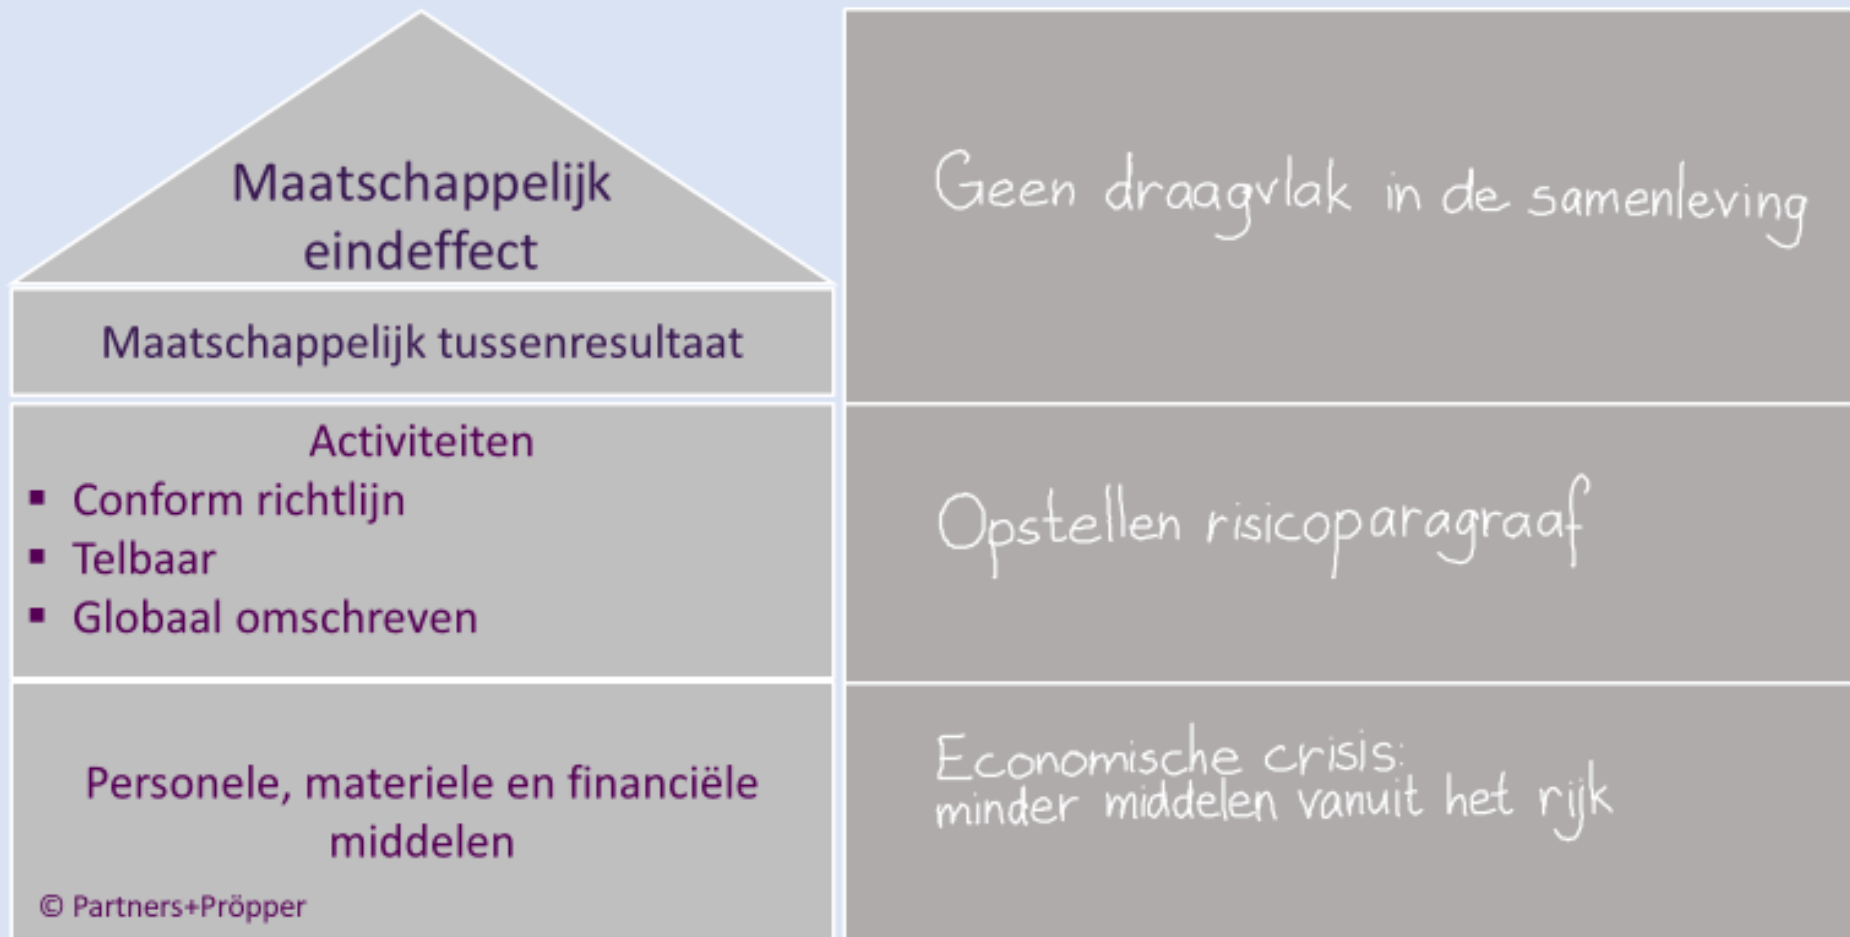 Maatschappelijk
eindeffect
Maatschappelijk tussenresultaat
Activiteiten
▪ Conform richtlijn
▪ Telbaar
▪ Globaal omschreven
Personele, materiele en financiële
middelen
© Partners+Pröpper
Geen draagvlak in de samenleving
Opstellen risicoparagraaf
Economische crisis:
minder middelen vanuit het rijk